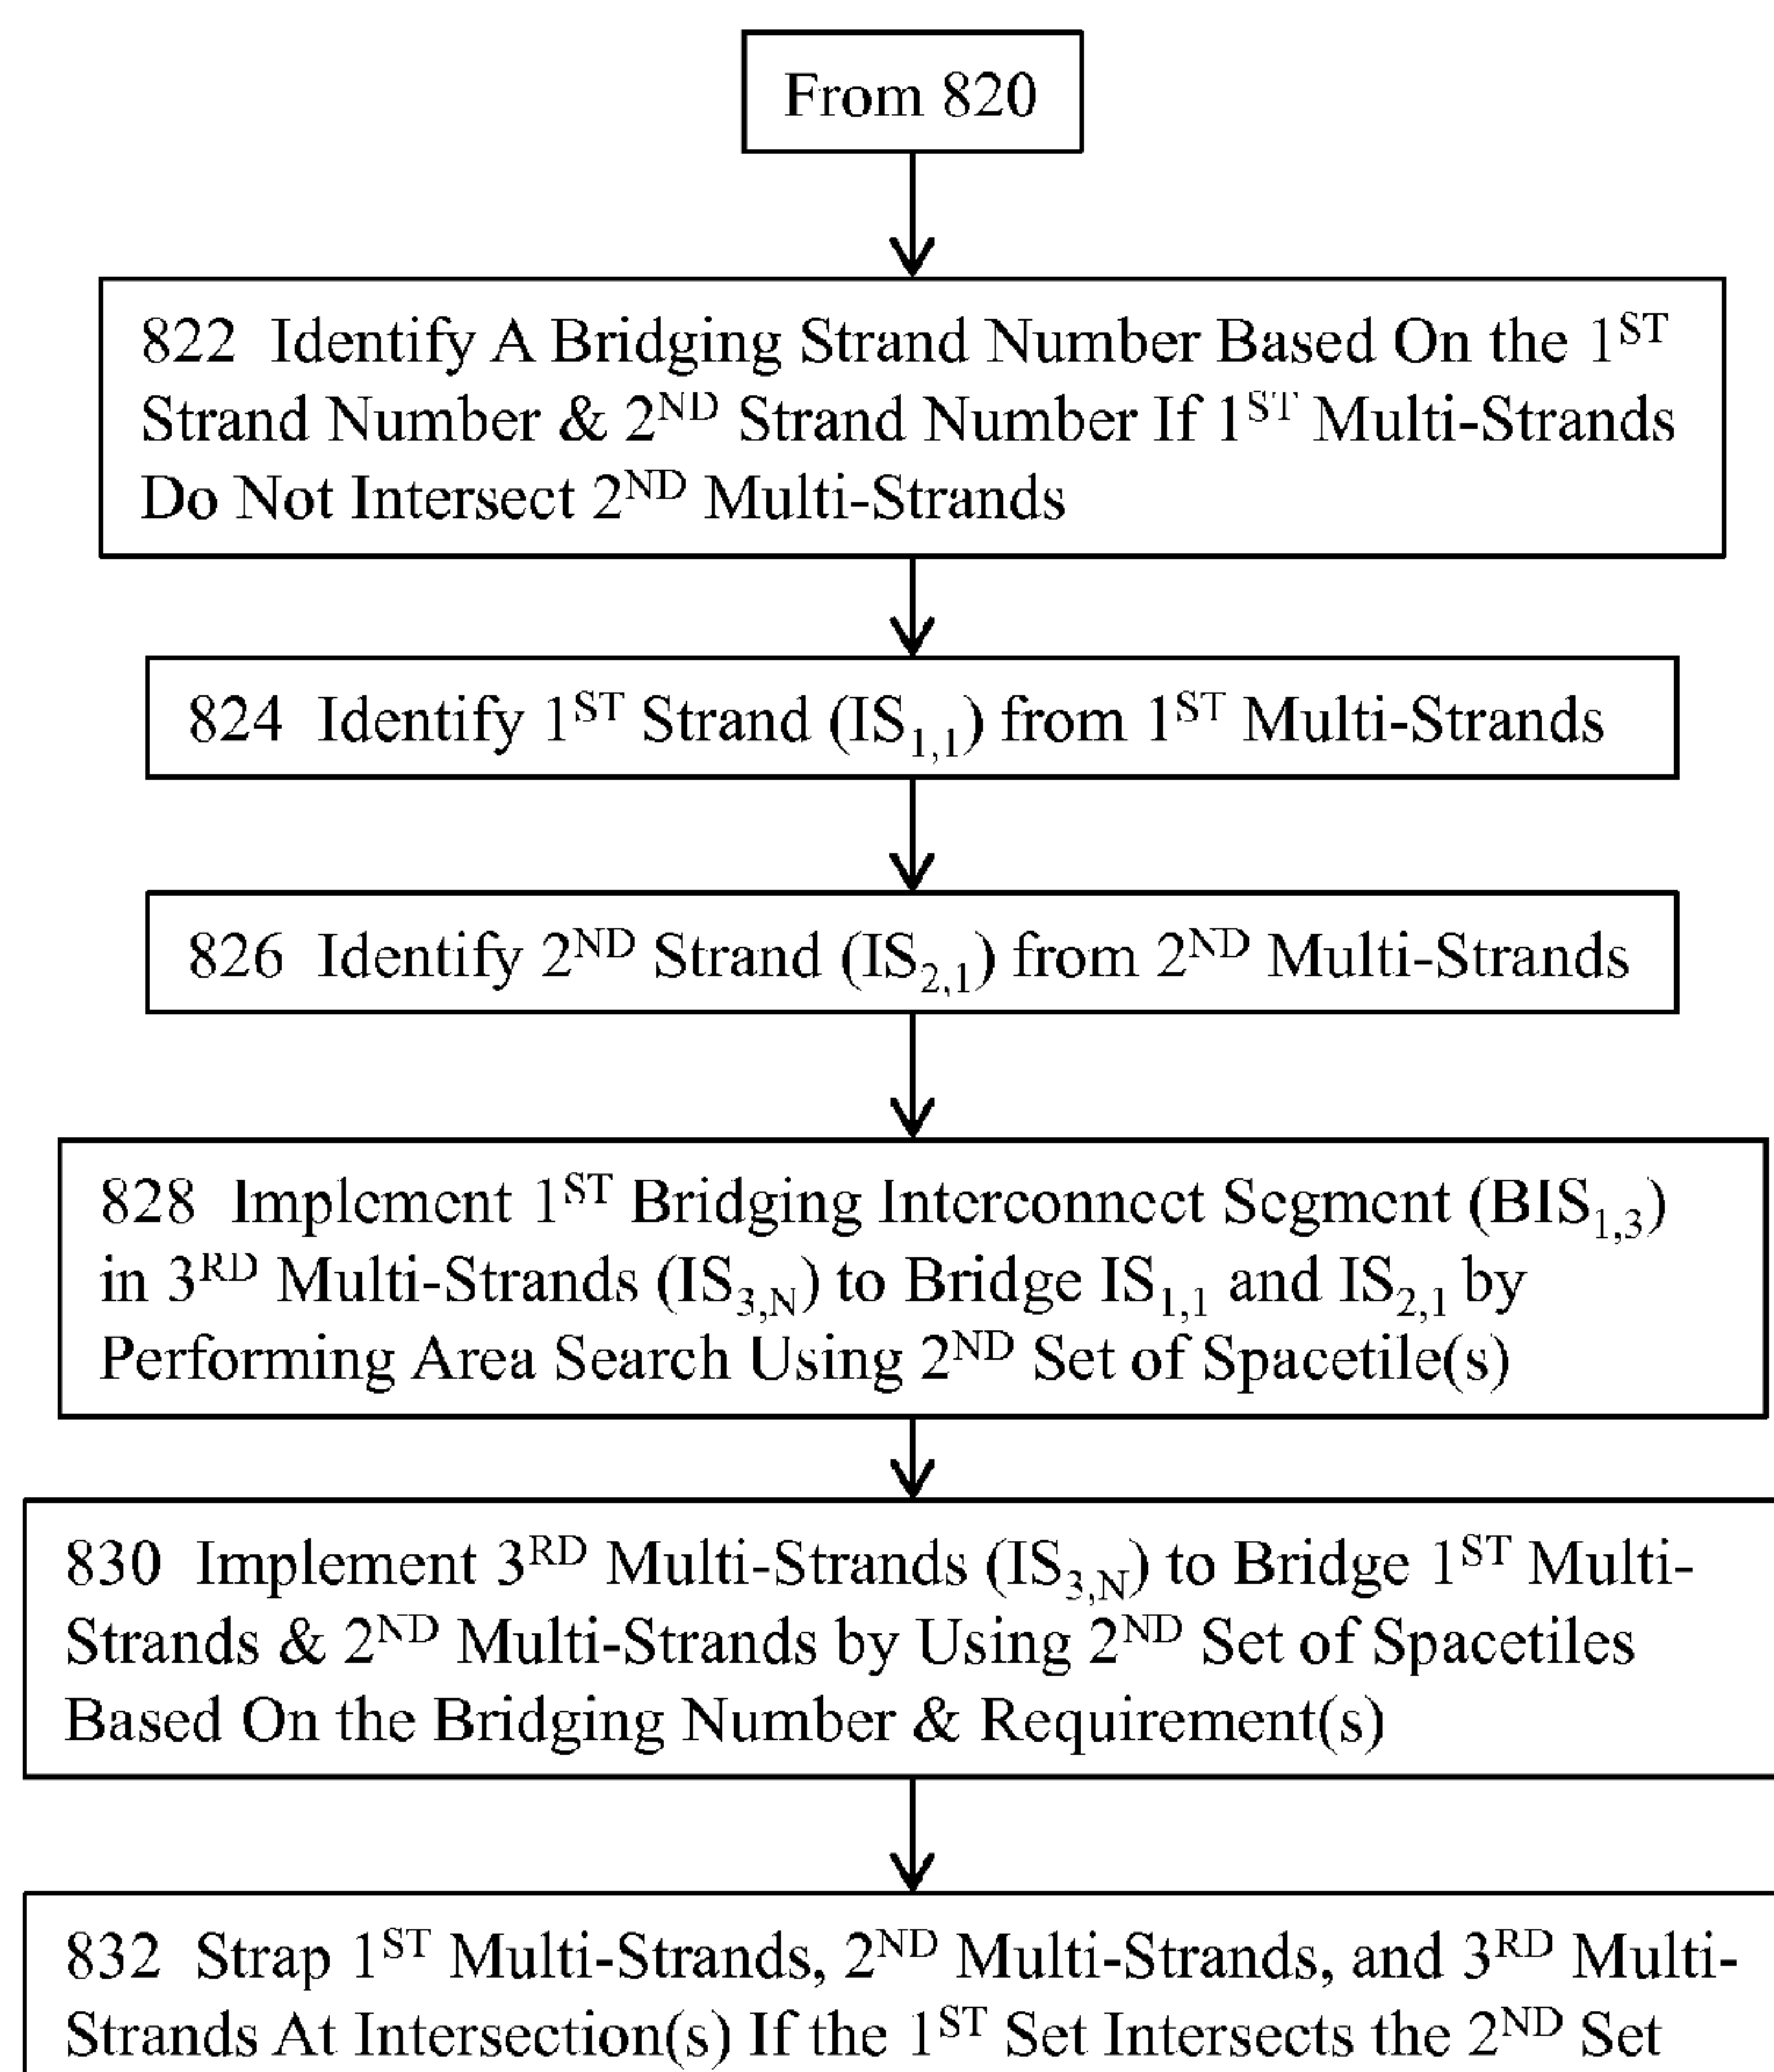 From 820
822 Identify A Bridging Strand Number Based On the 1ST
Strand Number & 2ND Strand Number If 1ST Multi-Strands
Do Not Intersect 2ND Multi-Strands
824 Identify 1ST Strand (IS1,1) from 1ST Multi-Strands
826 Identify 2ND Strand (IS2,1) from 2ND Multi-Strands
828 Implement 1ST Bridging Interconnect Segment (BIS1,3)
in 3RD Multi-Strands (IS3,N) to Bridge IS1,1 and IS2,1 by
Performing Area Search Using 2ND Set of Spacetile(s)
830 Implement 3RD Multi-Strands (IS3,N) to Bridge 1ST Multi-
Strands & 2ND Multi-Strands by Using 2ND Set of Spacetiles
Based On the Bridging Number & Requirement(s)
832 Strap 1ST Multi-Strands, 2ND Multi-Strands, and 3RD Multi-
Strands At Intersection(s) If the 1ST Set Intersects the 2ND Set